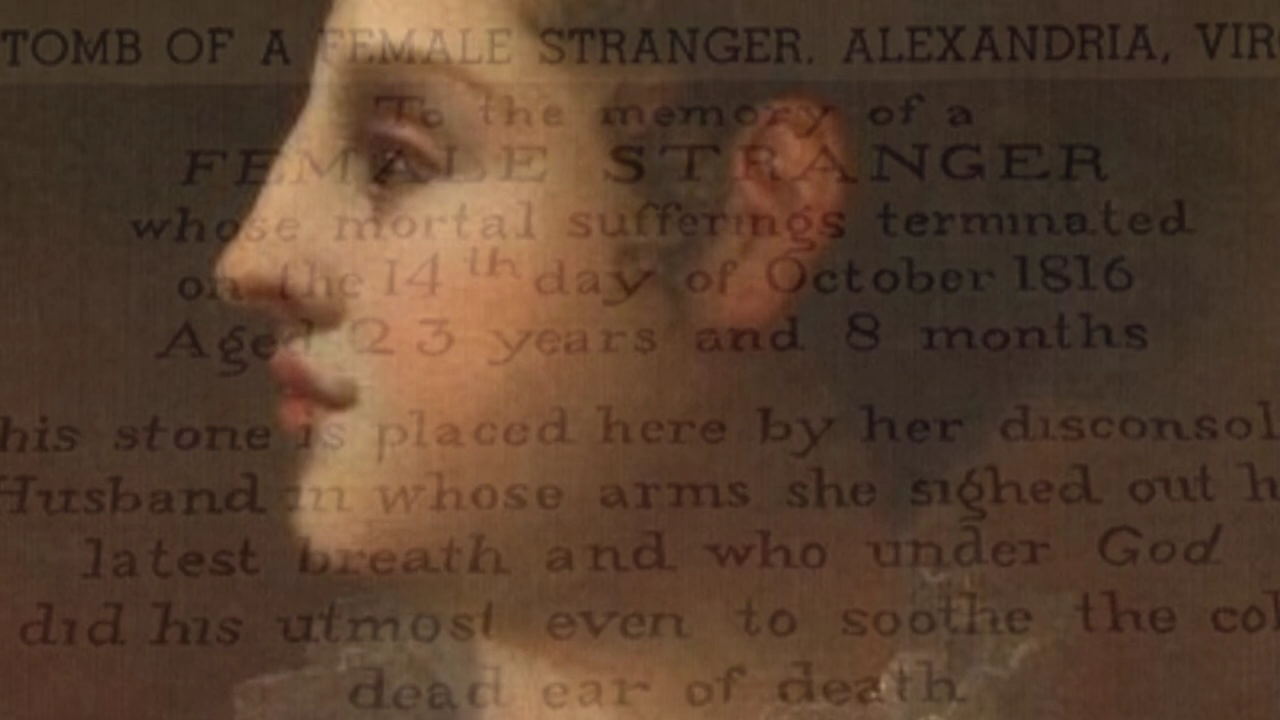 TOMB OF A FEMALE STRANGER. ALEXANDRIA, VIR
To the memory of a
FEMALE STRANGER
whose mortal sufferings terminated
on the 14th day of October 1816
Aged 23 years and 8 months
his stone is placed here by her disconsol
Husband in whose arms she sighed out h
latest breath and who under God
did his utmost even to soothe the col
dead ear of death.